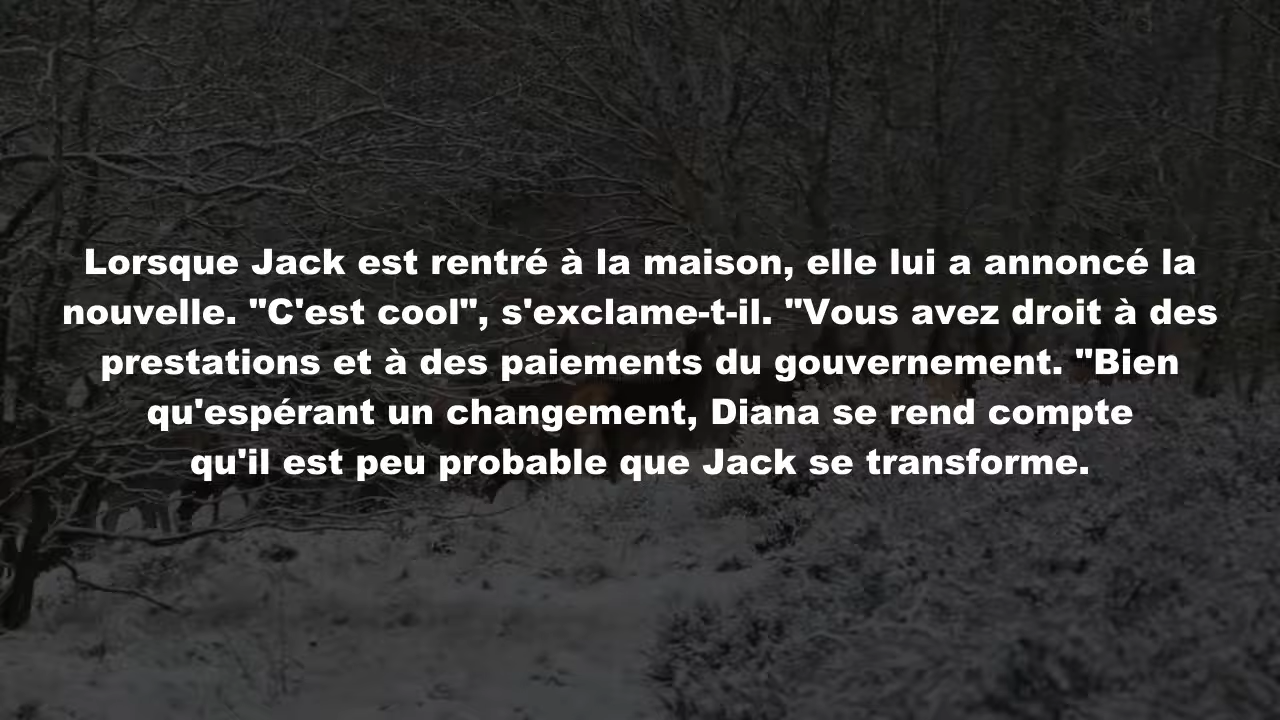 Lorsque Jack est rentré à la maison, elle lui a annoncé la
nouvelle. "C'est cool", s'exclame-t-il. "Vous avez droit à des
prestations et à des paiements du gouvernement. "Bien
qu'espérant un changement, Diana se rend compte
qu'il est peu probable que Jack se transforme.